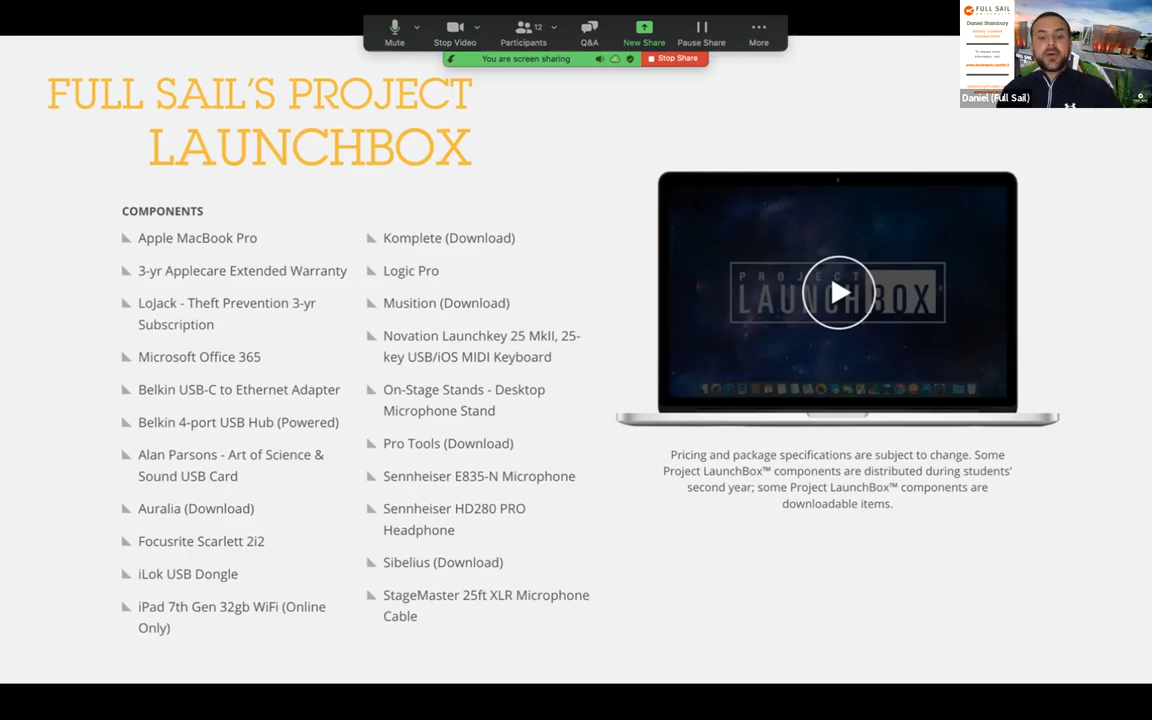 12
Mute
Stop Video
Participants
Q&A
New Share
Pause Share
More
You are screen sharing
Stop Share
FULL SAIL
UNIVERSITY
Daniel Stansbury
Daniel (Full Sail)
FULL SAIL'S PROJECT
LAUNCHBOX
COMPONENTS
Apple MacBook Pro
3-yr Applecare Extended Warranty
LoJack - Theft Prevention 3-yr
Subscription
Microsoft Office 365
Belkin USB-C to Ethernet Adapter
Belkin 4-port USB Hub (Powered)
Alan Parsons - Art of Science &
Sound USB Card
Auralia (Download)
Focusrite Scarlett 2i2
iLok USB Dongle
iPad 7th Gen 32gb WiFi (Online
Only)
Komplete (Download)
Logic Pro
Musition (Download)
Novation Launchkey 25 MkII, 25-
key USB/iOS MIDI Keyboard
On-Stage Stands - Desktop
Microphone Stand
Pro Tools (Download)
Sennheiser E835-N Microphone
Sennheiser HD280 PRO
Headphone
Sibelius (Download)
StageMaster 25ft XLR Microphone
Cable
PROJECT
LAUNCHBOX
Pricing and package specifications are subject to change. Some
Project LaunchBox™ components are distributed during students'
second year; some Project LaunchBox™ components are
downloadable items.